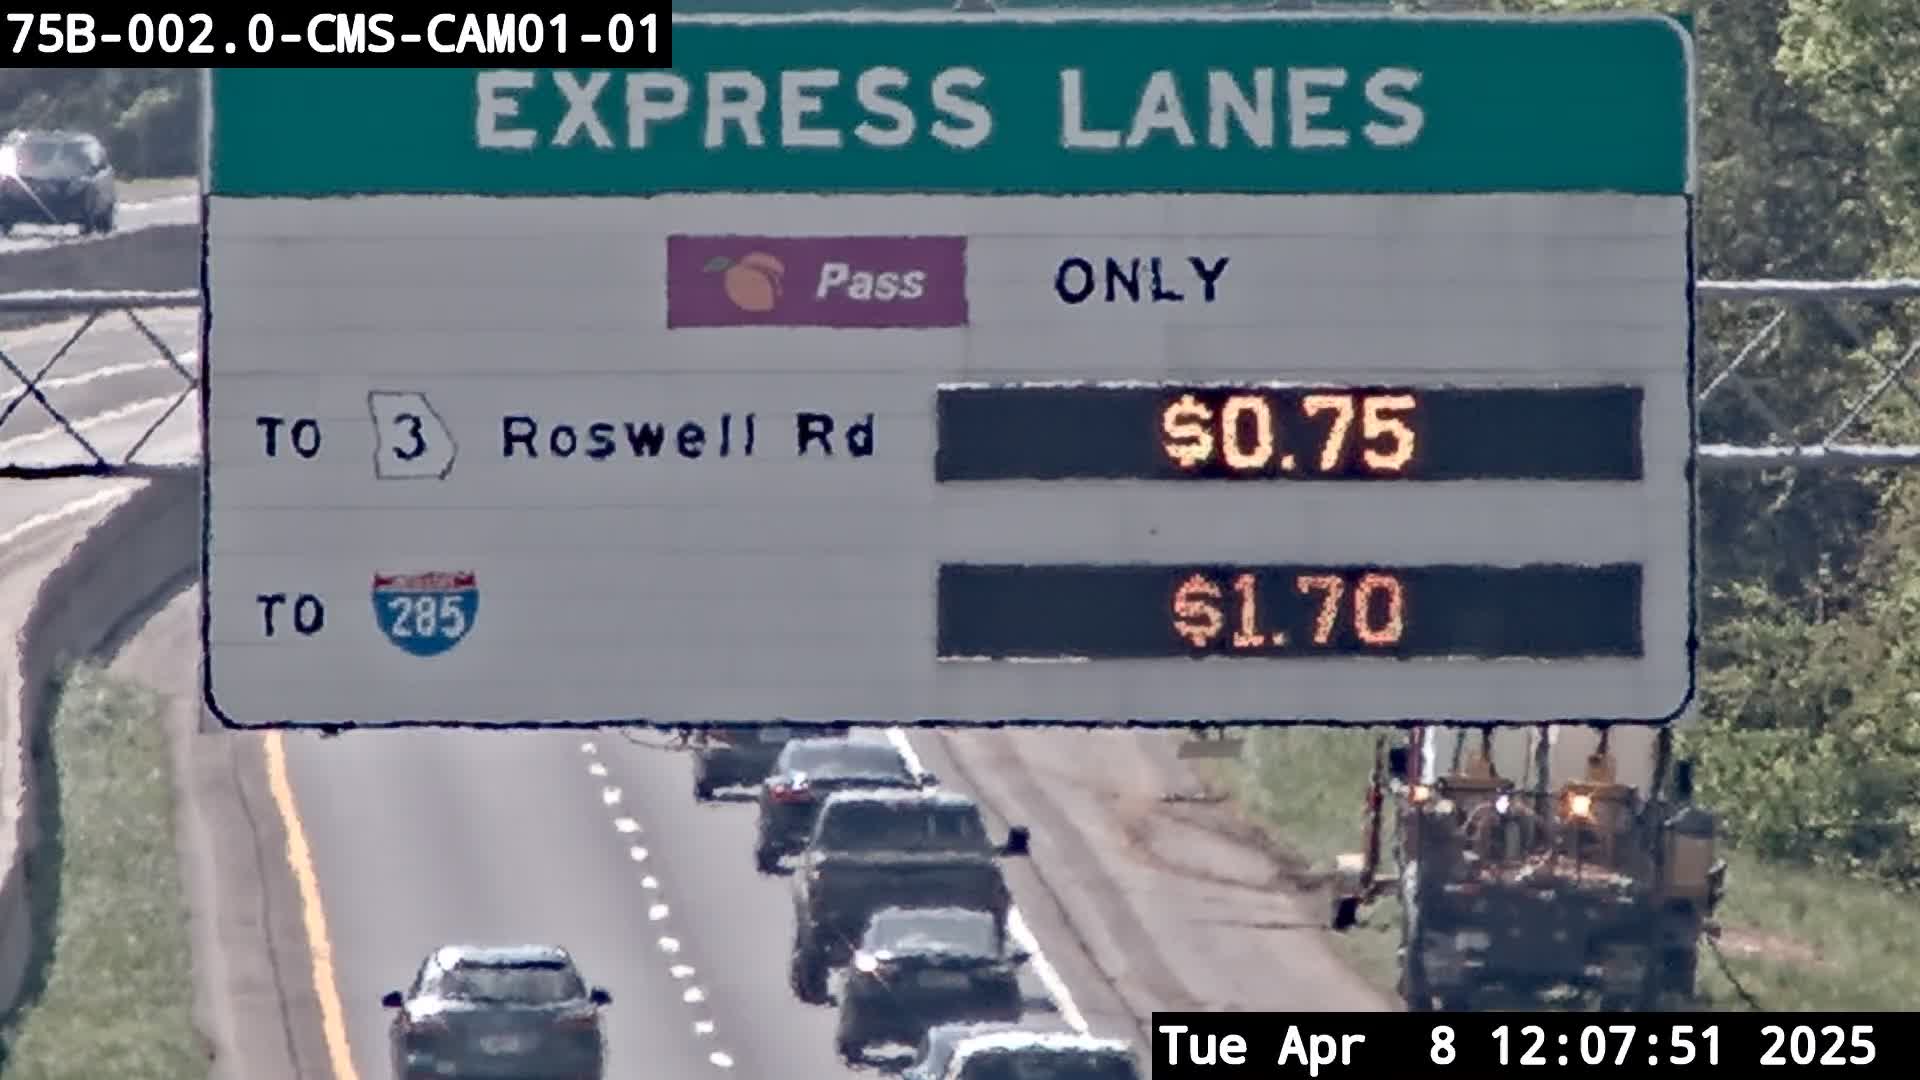 75B-002.0-CMS-CAM01-01
EXPRESS LANES
Pass ONLY
TO 3 Roswell Rd $0.75
TO 285 $1.70
Tue Apr 8 12:07:51 2025